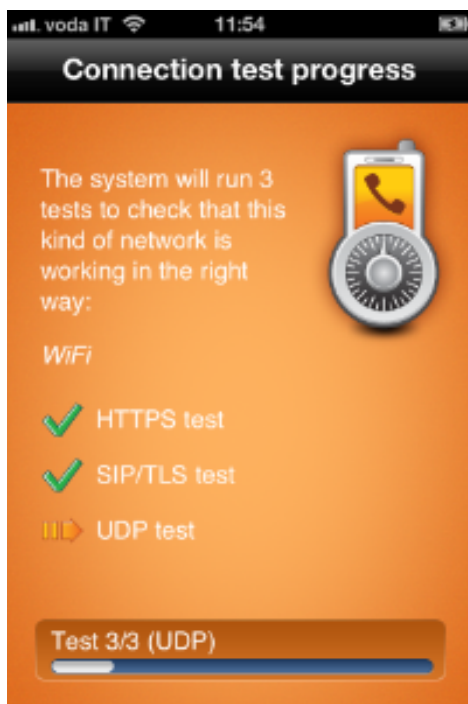 voda IT 11:54
Connection test progress
The system will run 3
tests to check that this
kind of network is
working in the right
way:
WiFi
HTTPS test
SIP/TLS test
UDP test
Test 3/3 (UDP)